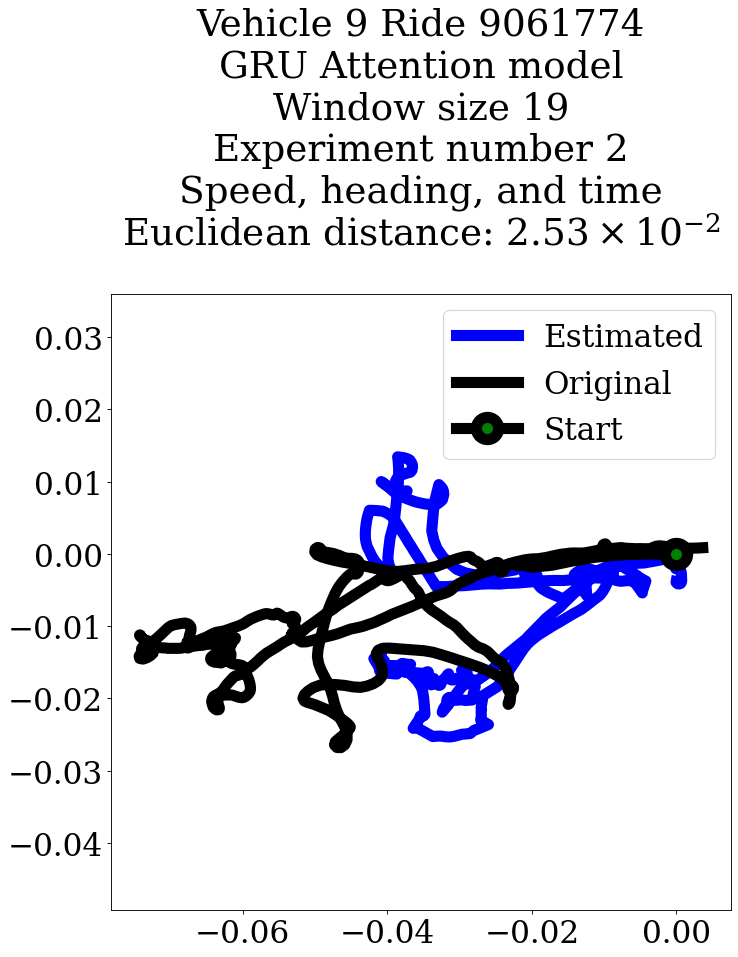 Vehicle 9 Ride 9061774
GRU Attention model
Window size 19
Experiment number 2
Speed, heading, and time
Euclidean distance: 2.53 × 10⁻²
Estimated
Original
Start
0.03
0.02
0.01
0.00
−0.01
−0.02
−0.03
−0.04
−0.06
−0.04
−0.02
0.00